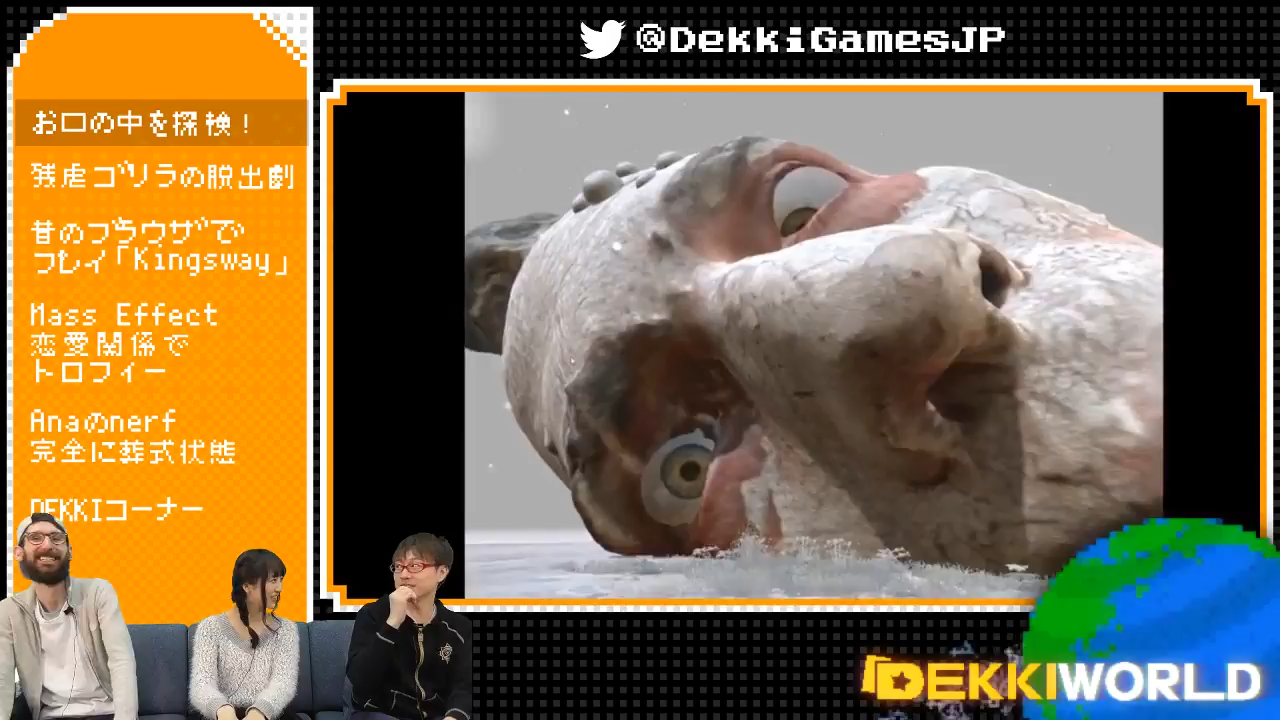 @DekkiGamesJP
お口の中を探検！
残虐ゴリラの脱出劇
昔のブラウザで
プレイ「Kingsway」
Mass Effect
恋愛関係で
トロフィー
Anaのnerf
完全に葬式状態
DEKKIコーナー
DEKKIWORLD